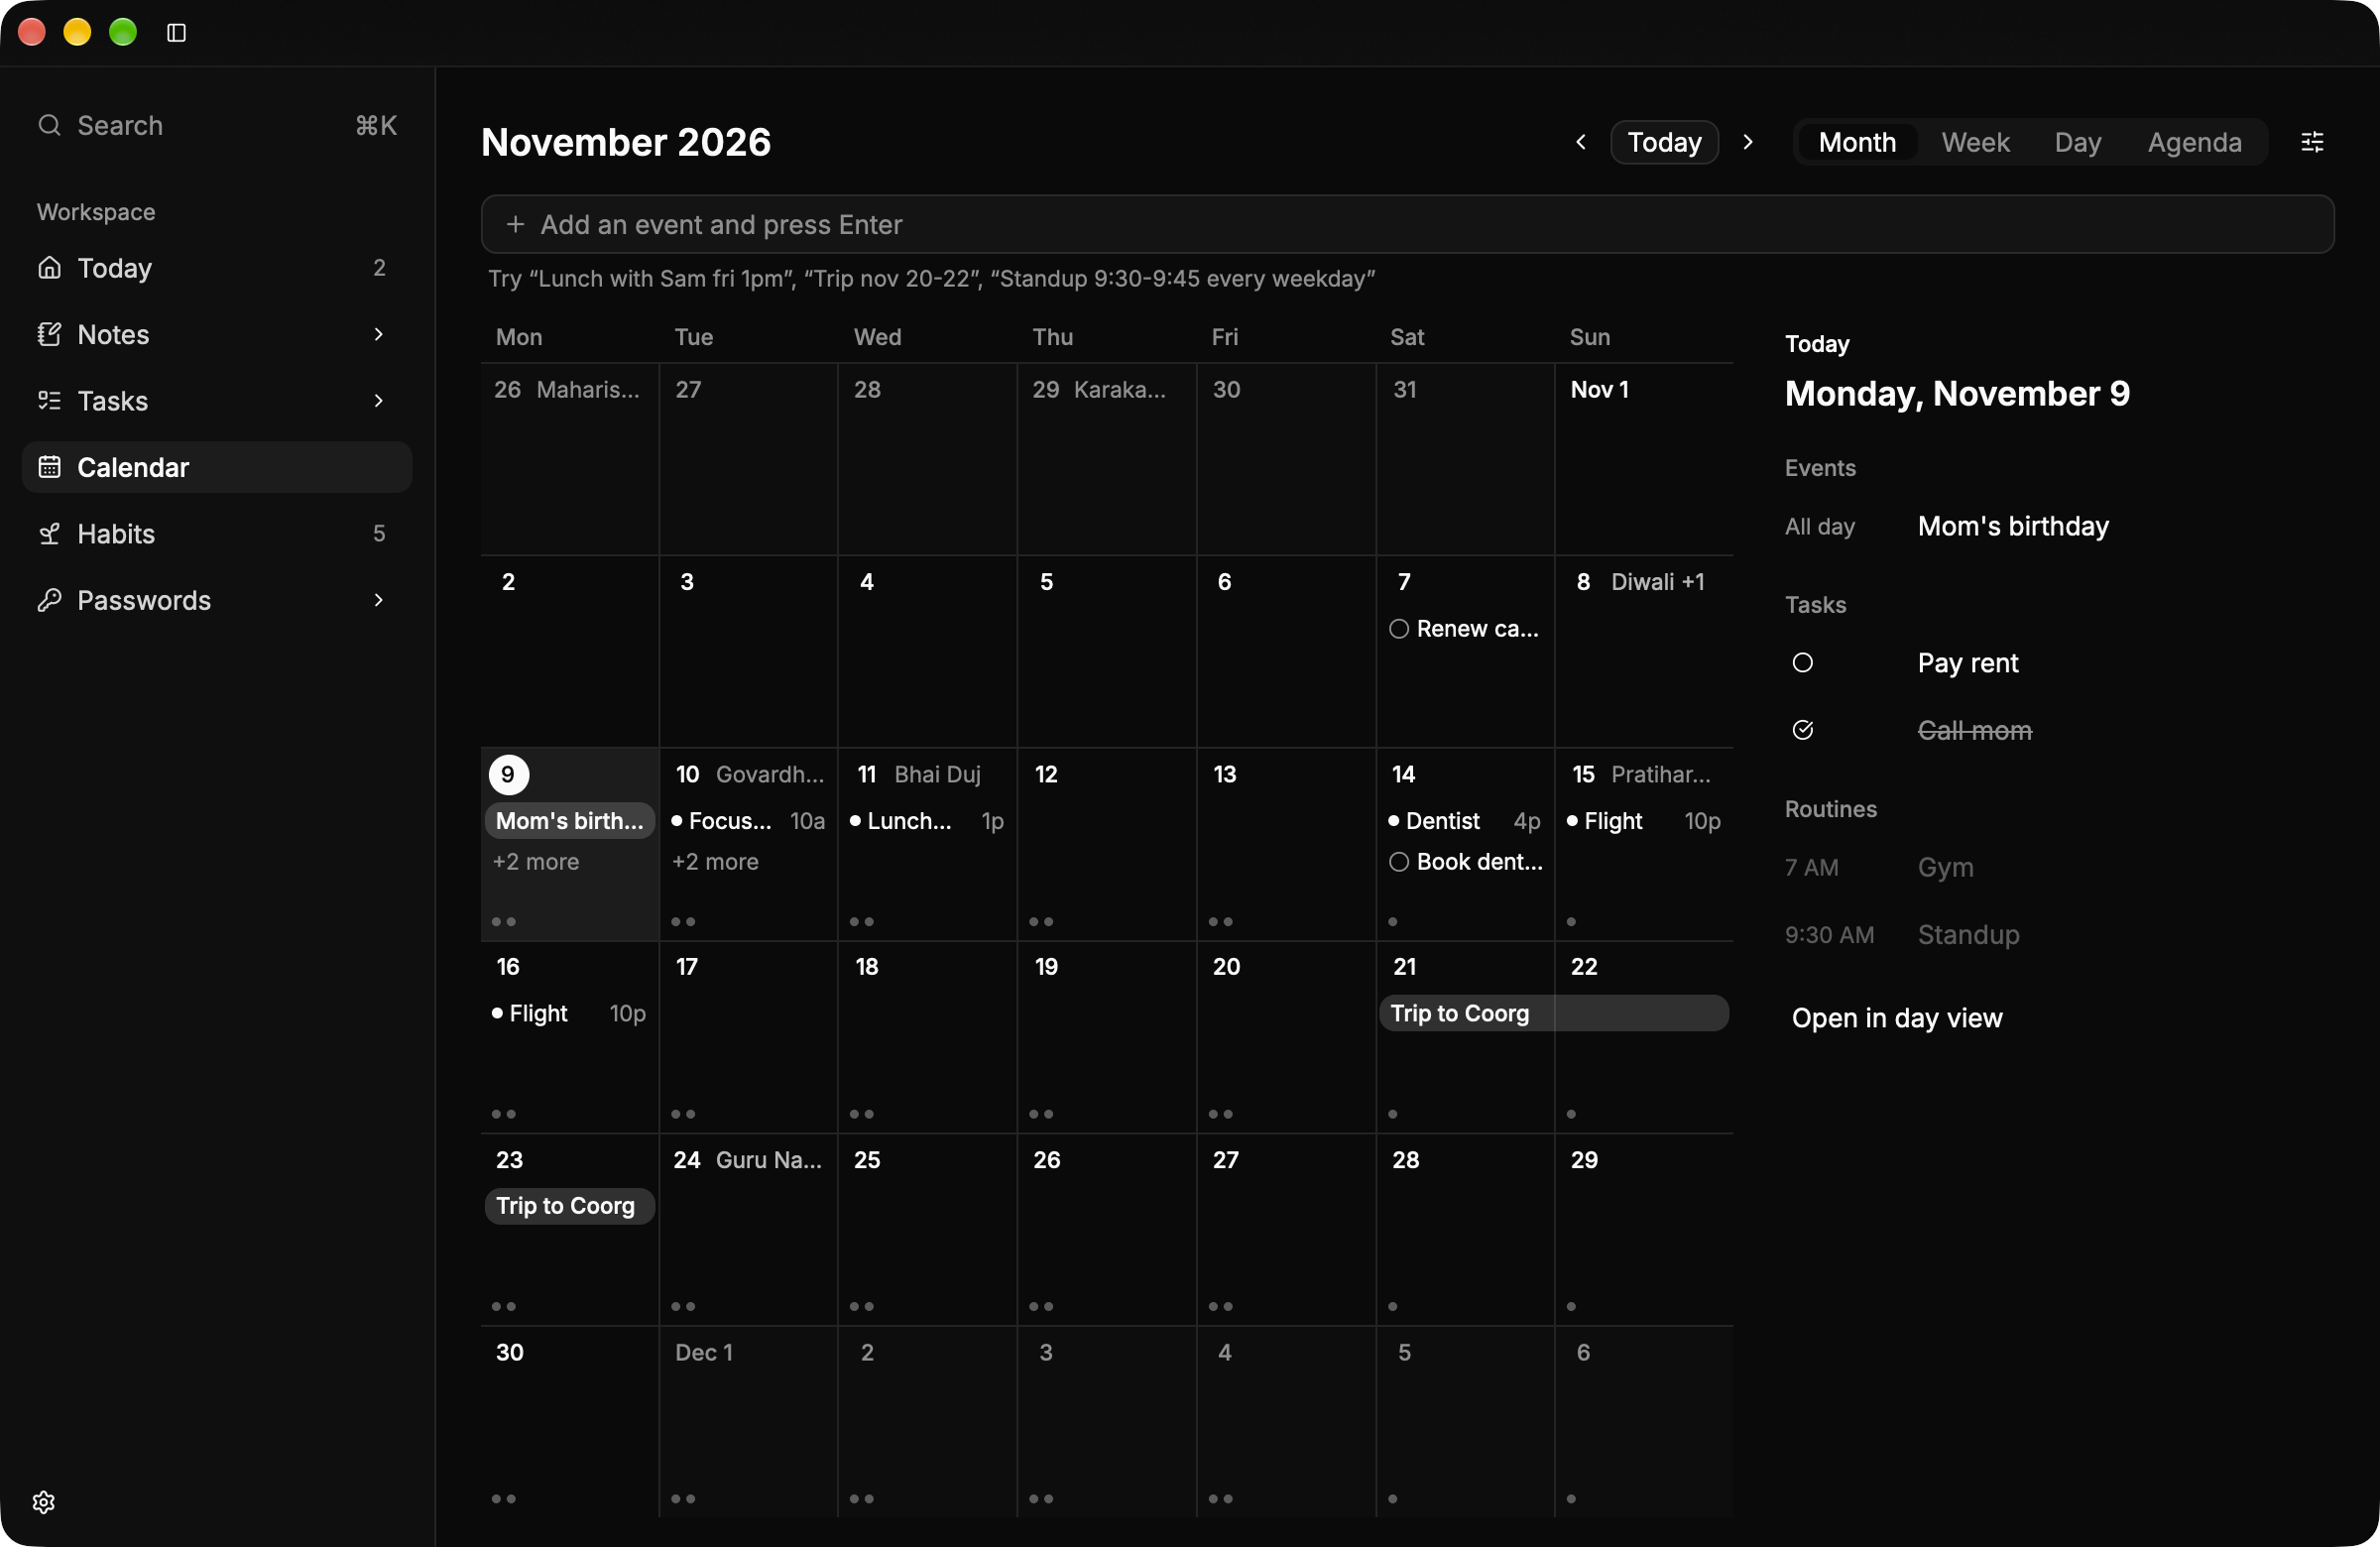 Search ⌘K
Workspace
Today 2
Notes
Tasks
Calendar
Habits 5
Passwords
November 2026
Today
Month Week Day Agenda
Add an event and press Enter
Try “Lunch with Sam fri 1pm”, “Trip nov 20-22”, “Standup 9:30-9:45 every weekday”
Mon Tue Wed Thu Fri Sat Sun
26 Maharis... 27 28 29 Karaka... 30 31 Nov 1
2 3 4 5 6 7 8 Diwali +1
Renew ca...
9 10 Govardh... 11 Bhai Duj 12 13 14 15 Pratihar...
Mom's birth... Focus... 10a Lunch... 1p Dentist 4p Flight 10p
+2 more +2 more Book dent...
16 17 18 19 20 21 22
Flight 10p Trip to Coorg
23 24 Guru Na... 25 26 27 28 29
Trip to Coorg
30 Dec 1 2 3 4 5 6
Today
Monday, November 9
Events
All day Mom's birthday
Tasks
Pay rent
Call mom
Routines
7 AM Gym
9:30 AM Standup
Open in day view